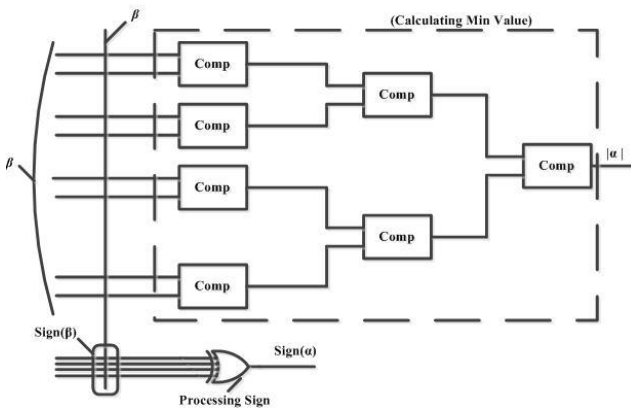 β
(Calculating Min Value)
Comp
Comp
Comp
Comp
β
Comp
|α |
Comp
Comp
Sign(β)
Sign(α)
Processing Sign